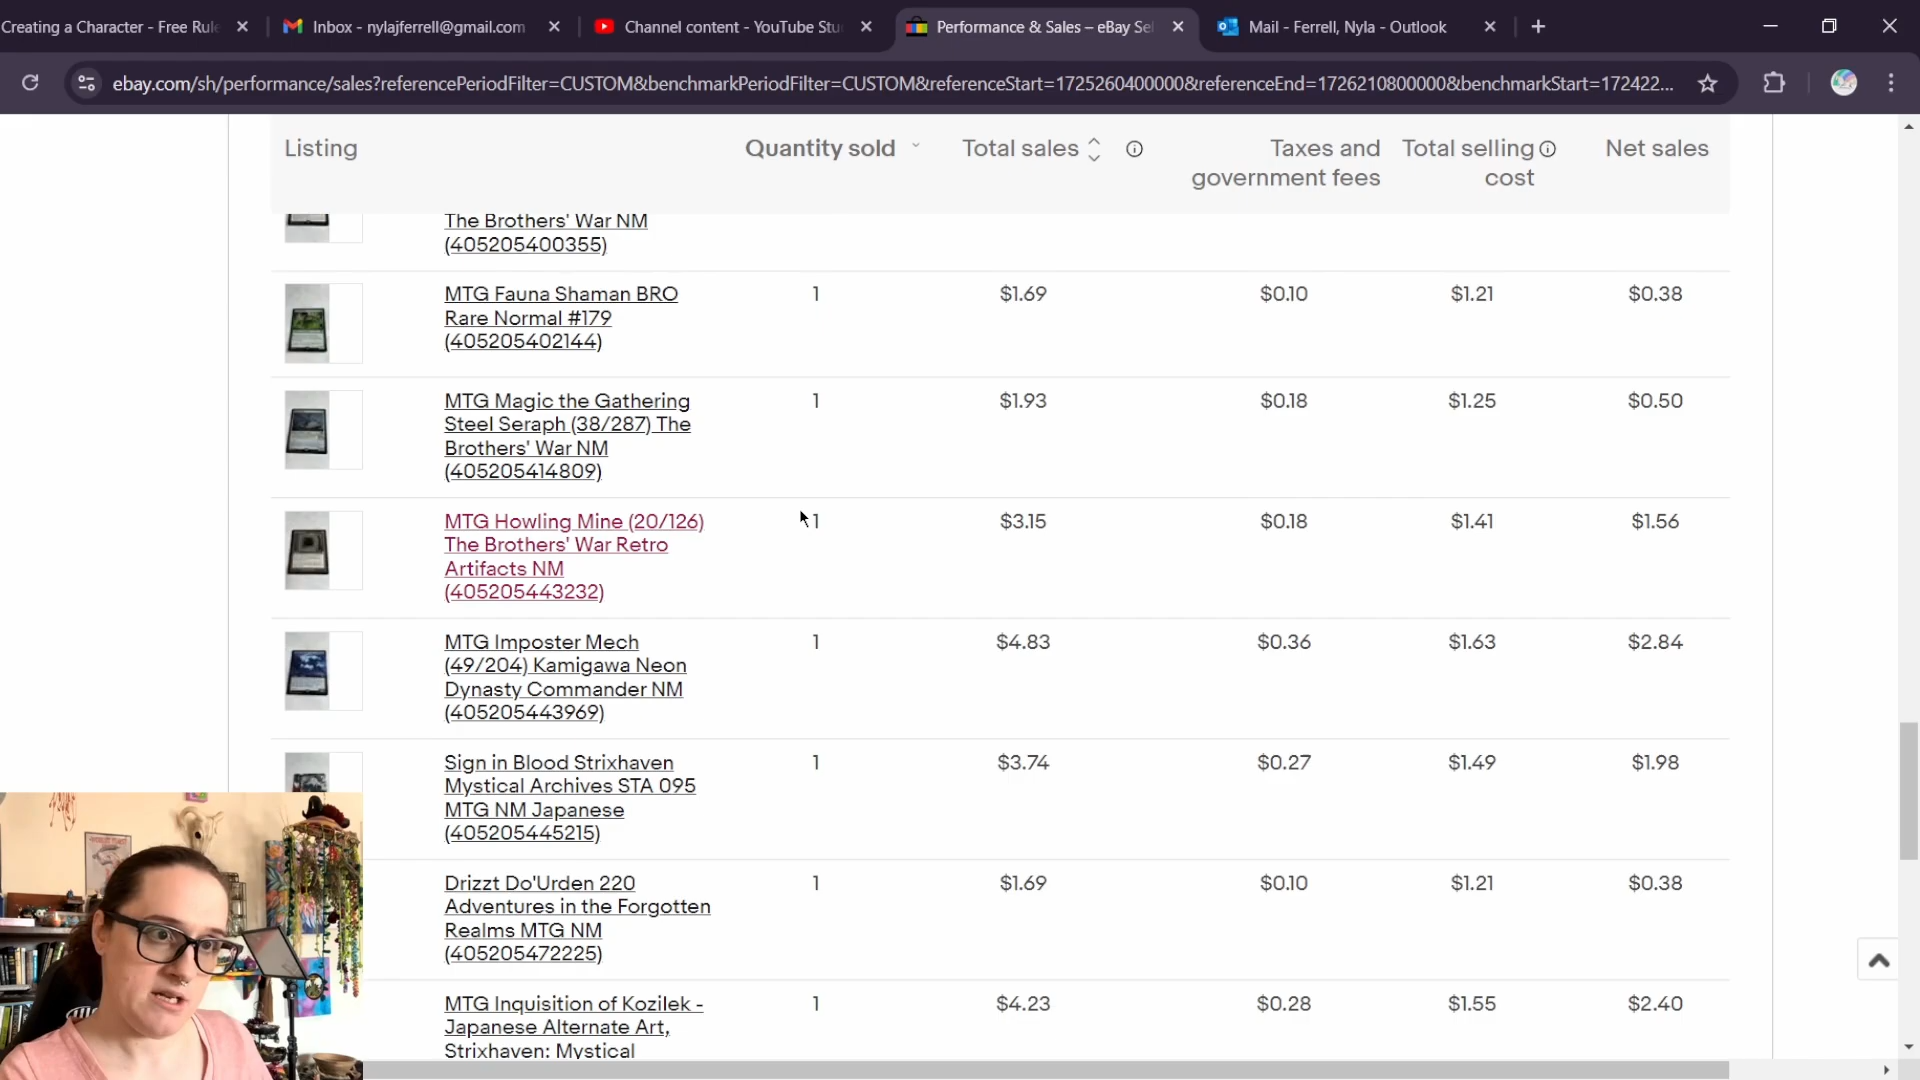 Creating a Character - Free Rule
Inbox - nylajferrell@gmail.com
Channel content - YouTube Stu
Performance & Sales – eBay Sel
Mail - Ferrell, Nyla - Outlook
ebay.com/sh/performance/sales?referencePeriodFilter=CUSTOM&benchmarkPeriodFilter=CUSTOM&referenceStart=1725260400000&referenceEnd=1726210800000&benchmarkStart=172422...
Listing Quantity sold Total sales Taxes and government fees Total selling cost Net sales
The Brothers' War NM
(405205400355)
MTG Fauna Shaman BRO 1 $1.69 $0.10 $1.21 $0.38
Rare Normal #179
(405205402144)
MTG Magic the Gathering 1 $1.93 $0.18 $1.25 $0.50
Steel Seraph (38/287) The
Brothers' War NM
(405205414809)
MTG Howling Mine (20/126) 1 $3.15 $0.18 $1.41 $1.56
The Brothers' War Retro
Artifacts NM
(405205443232)
MTG Imposter Mech 1 $4.83 $0.36 $1.63 $2.84
(49/204) Kamigawa Neon
Dynasty Commander NM
(405205443969)
Sign in Blood Strixhaven 1 $3.74 $0.27 $1.49 $1.98
Mystical Archives STA 095
MTG NM Japanese
(405205445215)
Drizzt Do'Urden 220 1 $1.69 $0.10 $1.21 $0.38
Adventures in the Forgotten
Realms MTG NM
(405205472225)
MTG Inquisition of Kozilek - 1 $4.23 $0.28 $1.55 $2.40
Japanese Alternate Art,
Strixhaven: Mystical